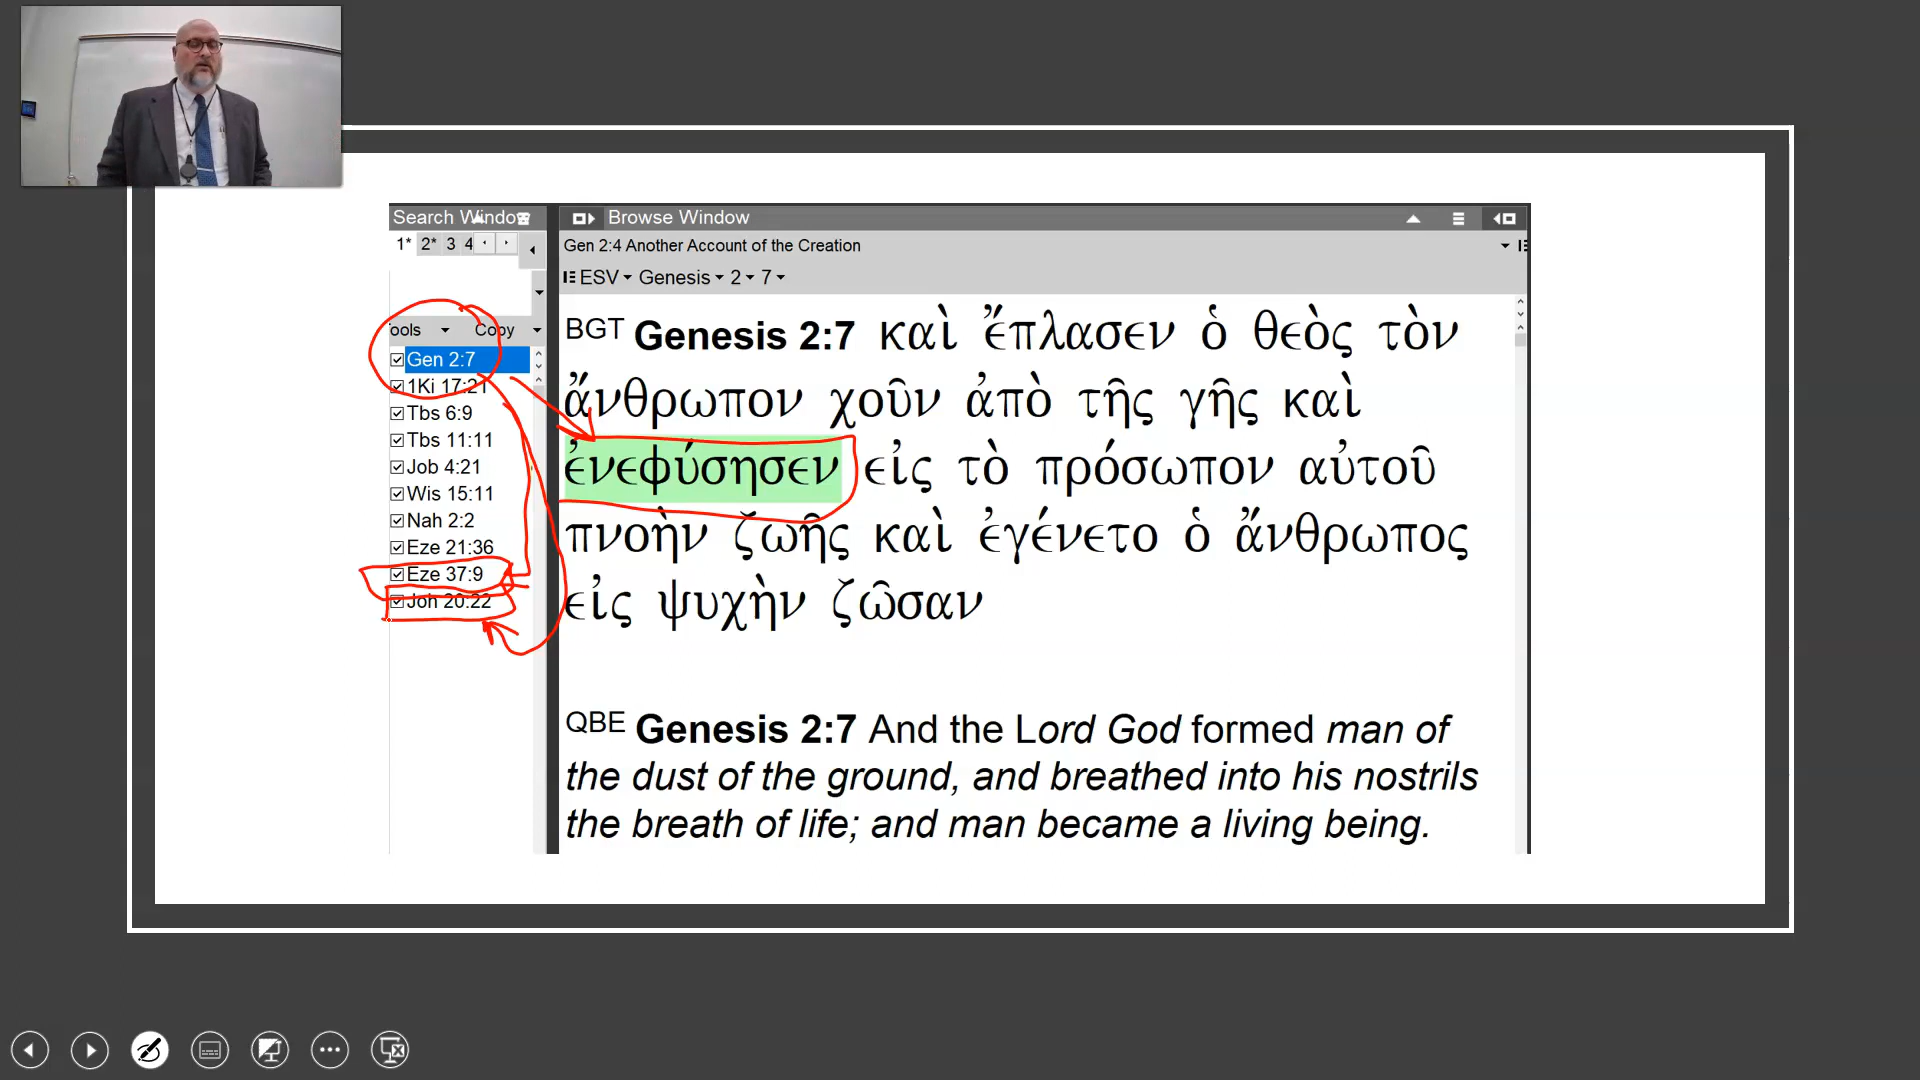 Search Window
1* 2* 3 4
ools Copy
Gen 2:7
1Ki 17:21
Tbs 6:9
Tbs 11:11
Job 4:21
Wis 15:11
Nah 2:2
Eze 21:36
Eze 37:9
Joh 20:22
Browse Window
Gen 2:4 Another Account of the Creation
ESV Genesis 2 7
BGT Genesis 2:7 καὶ ἔπλασεν ὁ θεὸς τὸν
ἄνθρωπον χοῦν ἀπὸ τῆς γῆς καὶ
ἐνεφύσησεν εἰς τὸ πρόσωπον αὐτοῦ
πνοὴν ζωῆς καὶ ἐγένετο ὁ ἄνθρωπος
εἰς ψυχὴν ζῶσαν
QBE Genesis 2:7 And the Lord God formed man of
the dust of the ground, and breathed into his nostrils
the breath of life; and man became a living being.